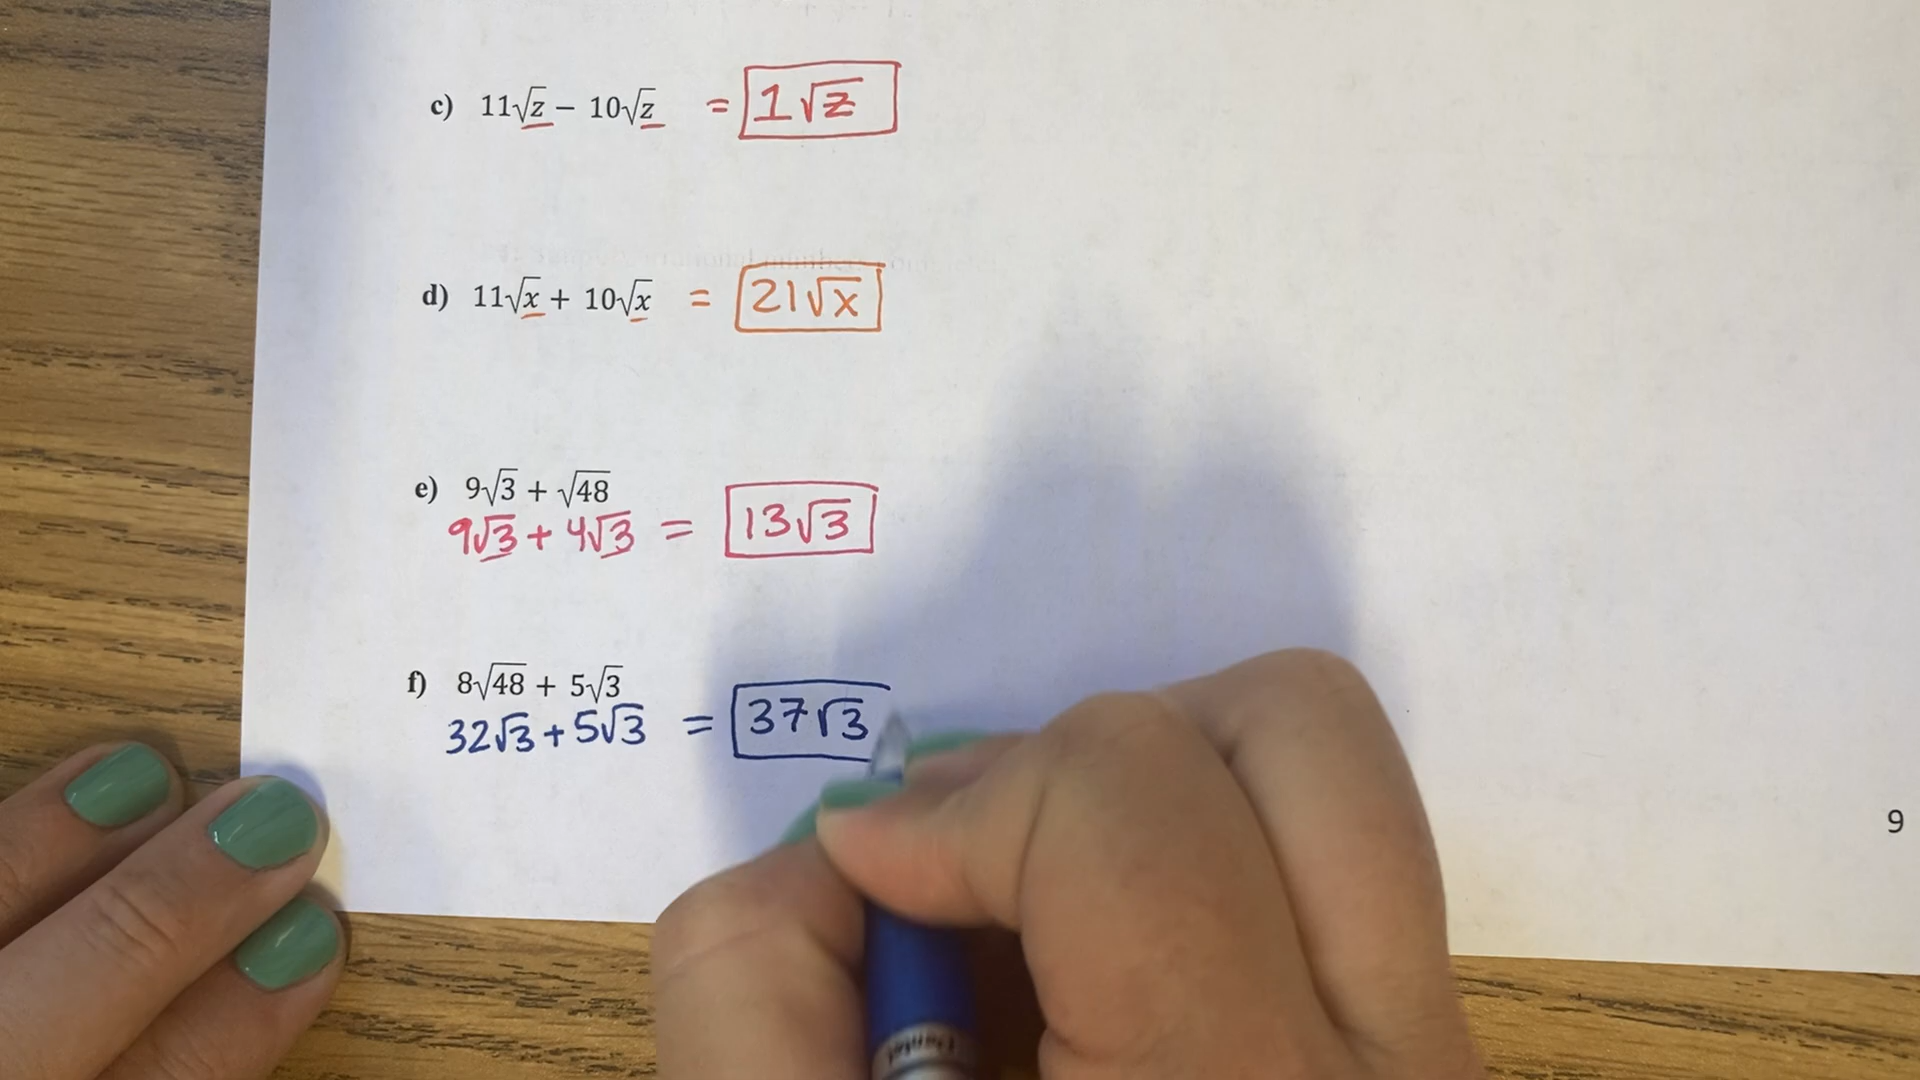 c) 11√z − 10√z = 1√z
d) 11√x + 10√x = 21√x
e) 9√3 + √48
9√3 + 4√3 = 13√3
f) 8√48 + 5√3
32√3 + 5√3 = 37√3
9